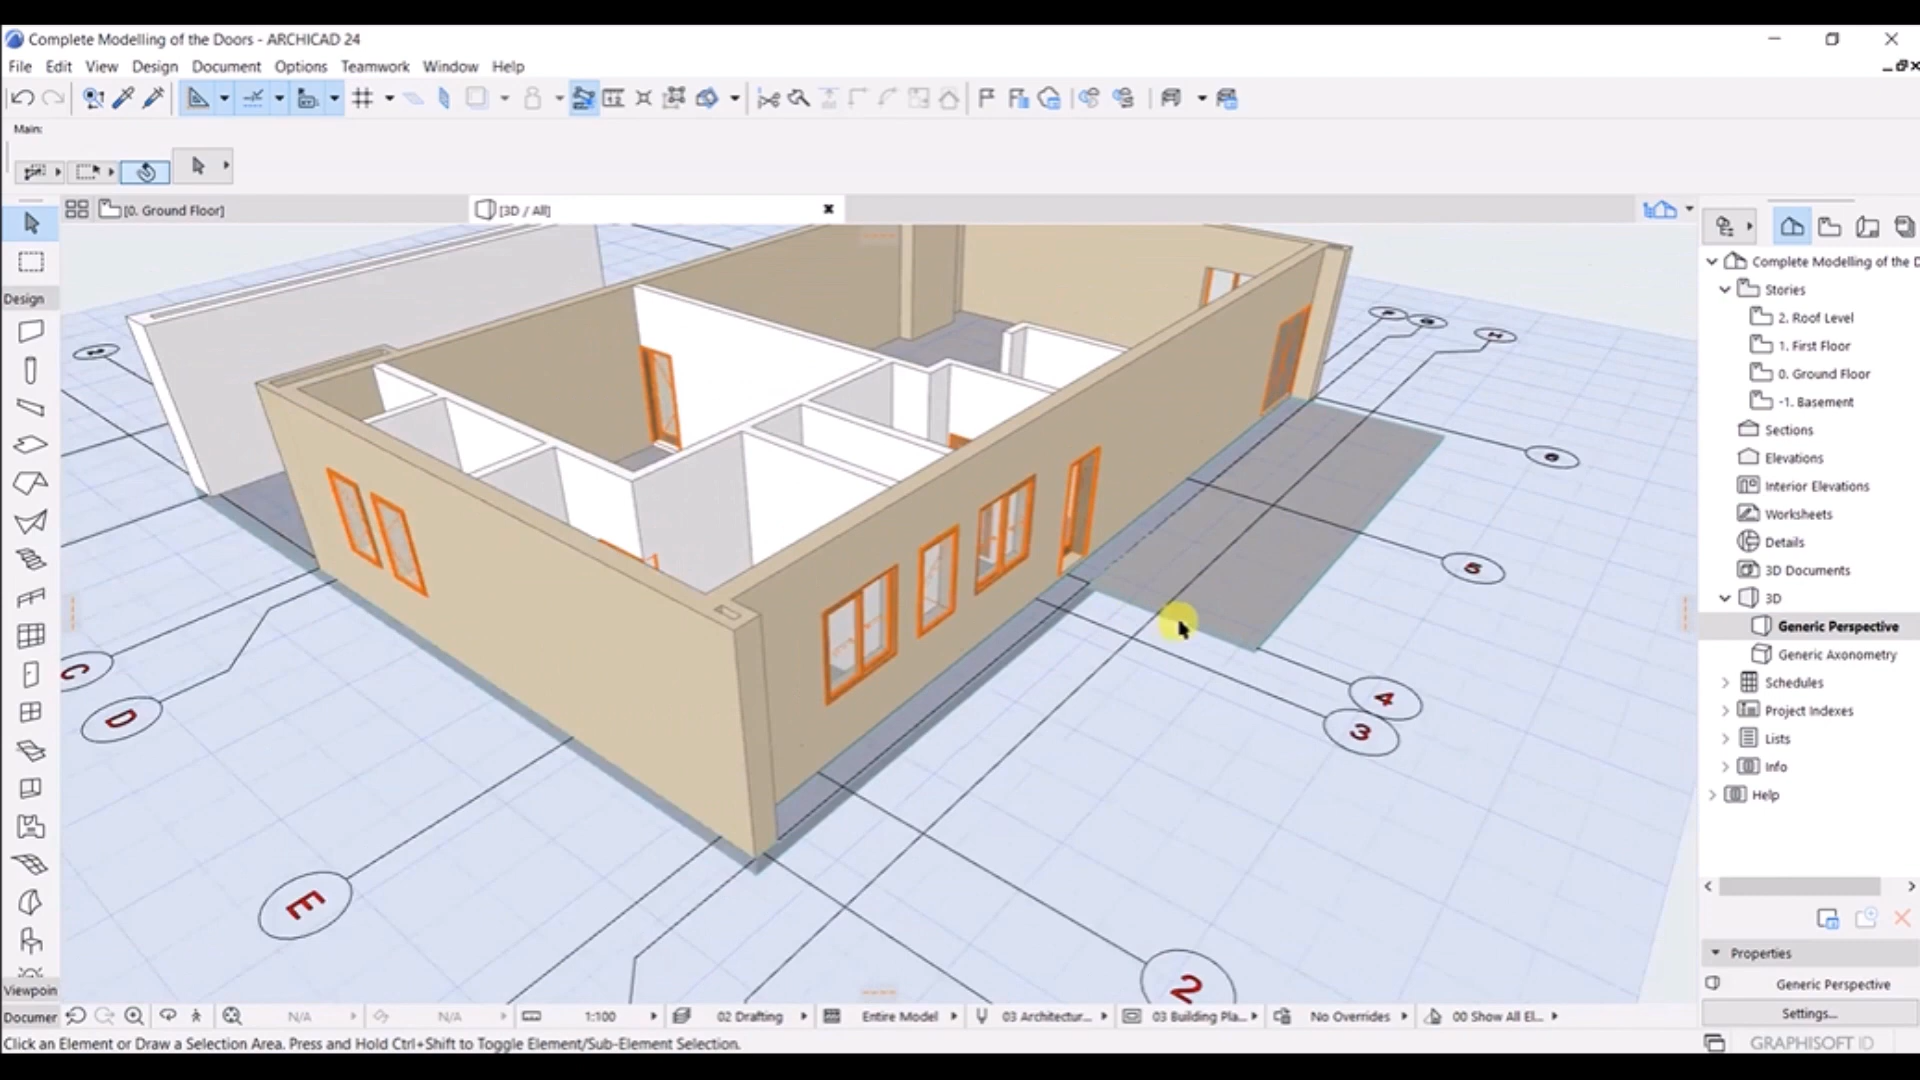 Complete Modelling of the Doors - ARCHICAD 24
File Edit View Design Document Options Teamwork Window Help
Main:
[0. Ground Floor]
[3D / All]
Design
Complete Modelling of the D
Stories
2. Roof Level
1. First Floor
0. Ground Floor
-1. Basement
Sections
Elevations
Interior Elevations
Worksheets
Details
3D Documents
3D
Generic Perspective
Generic Axonometry
Schedules
Project Indexes
Lists
Info
Help
6
5
4
3
C
D
E
2
Viewpoin
Properties
Generic Perspective
Settings...
Documer N/A N/A 1:100 02 Drafting Entire Model 03 Architectur... 03 Building Pla... No Overrides 00 Show All El...
Click an Element or Draw a Selection Area. Press and Hold Ctrl+Shift to Toggle Element/Sub-Element Selection.
GRAPHISOFT ID